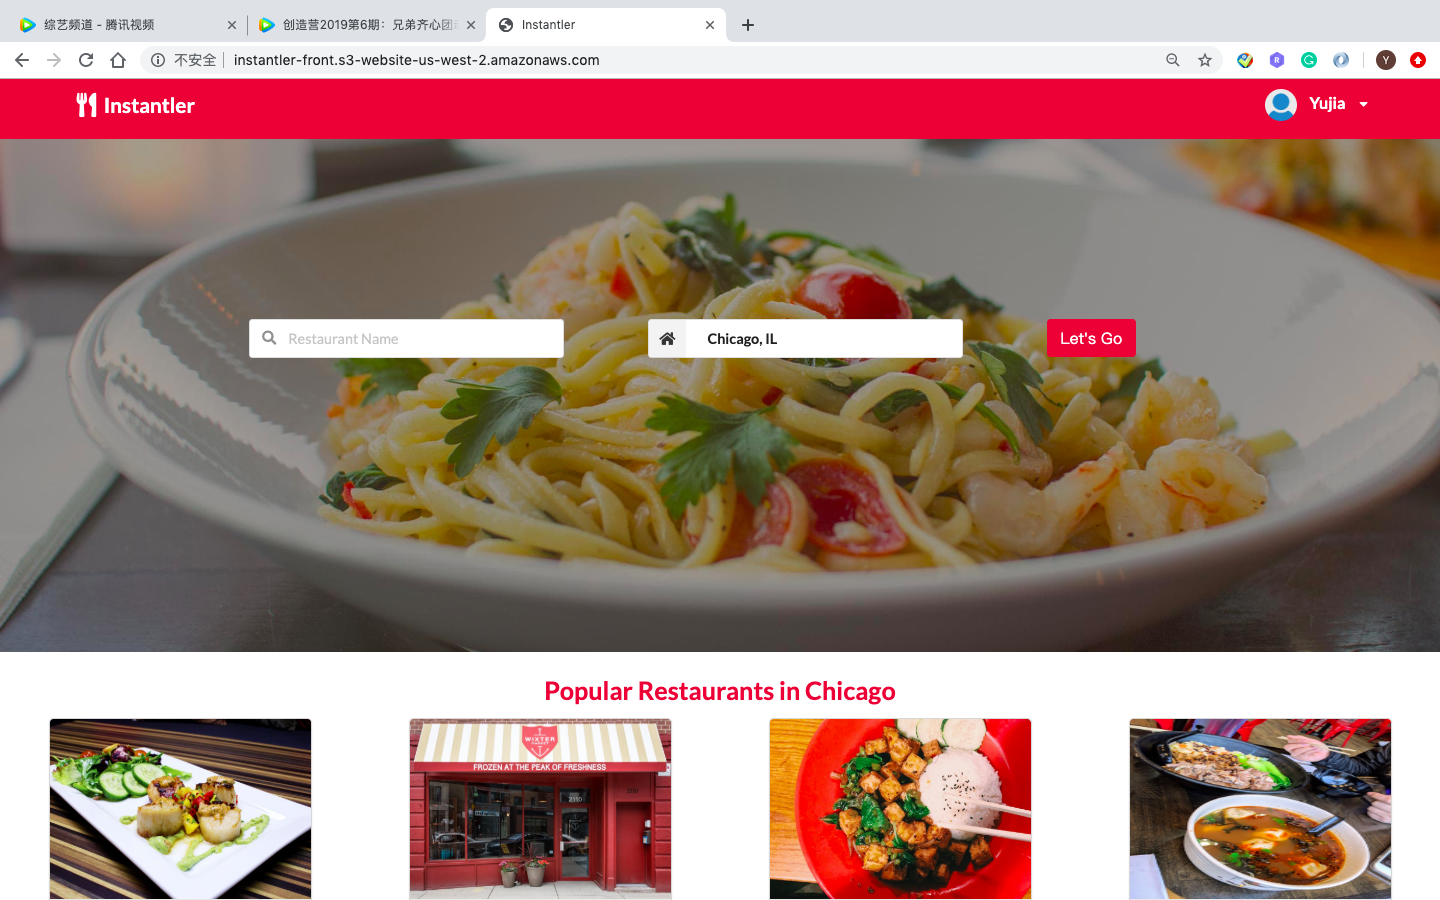 综艺频道 - 腾讯视频
创造营2019第6期：兄弟齐心团
Instantler
不安全
instantler-front.s3-website-us-west-2.amazonaws.com
Y
Instantler
Yujia
Restaurant Name
Chicago, IL
Let's Go
Popular Restaurants in Chicago
WIXTER
FROZEN AT THE PEAK OF FRESHNESS
2110